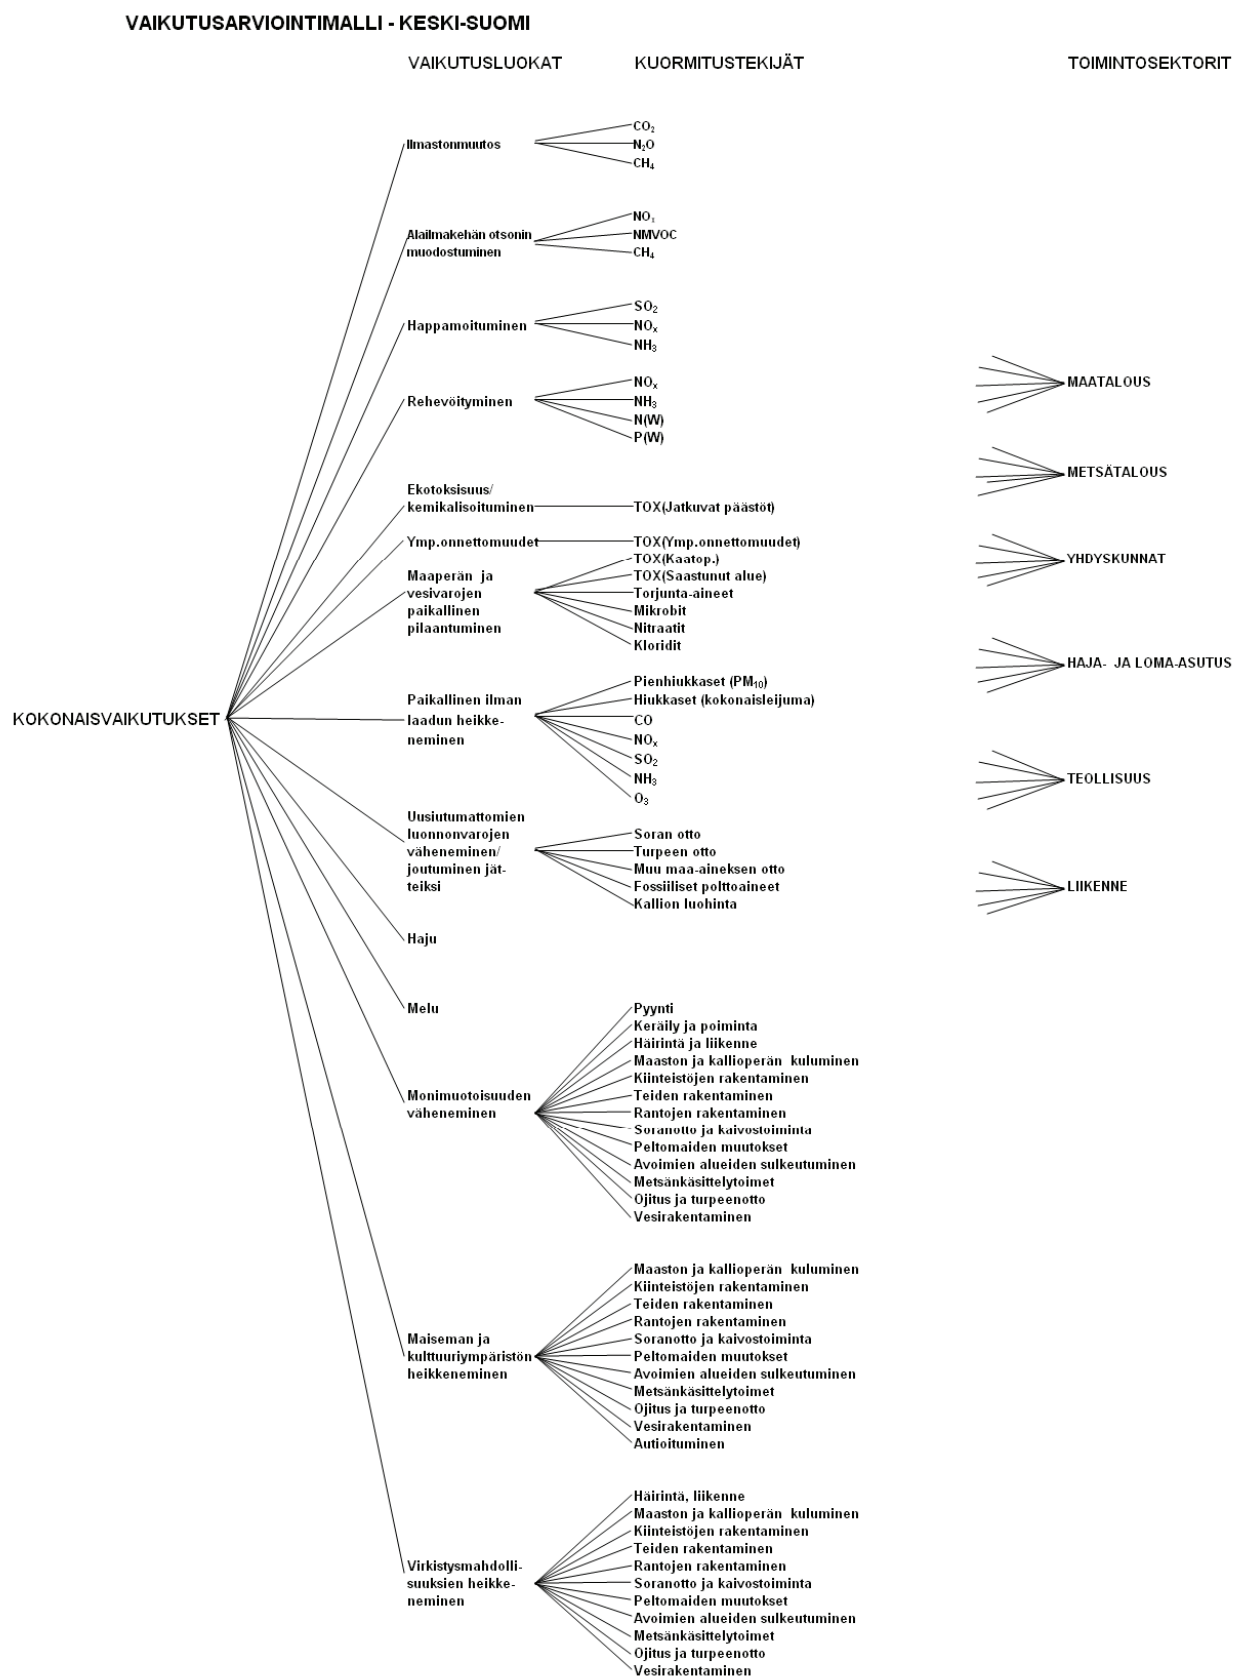 VAIKUTUSARVIOINTIMALLI - KESKI-SUOMI
VAIKUTUSLUOKAT
KUORMITUSTEKIJÄT
TOIMINTOSEKTORIT
KOKONAISVAIKUTUKSET
Ilmastonmuutos
CO₂
N₂O
CH₄
Alailmakehän otsonin
muodostuminen
NOₓ
NMVOC
CH₄
Happamoituminen
SO₂
NOₓ
NH₃
Rehevöityminen
NOₓ
NH₃
N(W)
P(W)
Ekotoksisuus/
kemikalisoituminen
TOX(Jatkuvat päästöt)
Ymp.onnettomuudet
TOX(Ymp.onnettomuudet)
Maaperän ja
vesivarojen
paikallinen
pilaantuminen
TOX(Kaatop.)
TOX(Saastunut alue)
Torjunta-aineet
Mikrobit
Nitraatit
Kloridit
Paikallinen ilman
laadun heikke-
neminen
Pienhiukkaset (PM₁₀)
Hiukkaset (kokonaisleijuma)
CO
NOₓ
SO₂
NH₃
O₃
Uusiutumattomien
luonnonvarojen
väheneminen/
joutuminen jät-
teiksi
Soran otto
Turpeen otto
Muu maa-aineksen otto
Fossiiliset polttoaineet
Kallion luohinta
Haju
Melu
Monimuotoisuuden
väheneminen
Pyynti
Keräily ja poiminta
Häirintä ja liikenne
Maaston ja kallioperän kuluminen
Kiinteistöjen rakentaminen
Teiden rakentaminen
Rantojen rakentaminen
Soranotto ja kaivostoiminta
Peltomaiden muutokset
Avoimien alueiden sulkeutuminen
Metsänkäsittelytoimet
Ojitus ja turpeenotto
Vesirakentaminen
Maiseman ja
kulttuuriympäristön
heikkeneminen
Maaston ja kallioperän kuluminen
Kiinteistöjen rakentaminen
Teiden rakentaminen
Rantojen rakentaminen
Soranotto ja kaivostoiminta
Peltomaiden muutokset
Avoimien alueiden sulkeutuminen
Metsänkäsittelytoimet
Ojitus ja turpeenotto
Vesirakentaminen
Autioituminen
Virkistysmahdolli-
suuksien heikke-
neminen
Häirintä, liikenne
Maaston ja kallioperän kuluminen
Kiinteistöjen rakentaminen
Teiden rakentaminen
Rantojen rakentaminen
Soranotto ja kaivostoiminta
Peltomaiden muutokset
Avoimien alueiden sulkeutuminen
Metsänkäsittelytoimet
Ojitus ja turpeenotto
Vesirakentaminen
MAATALOUS
METSÄTALOUS
YHDYSKUNNAT
HAJA- JA LOMA-ASUTUS
TEOLLISUUS
LIIKENNE